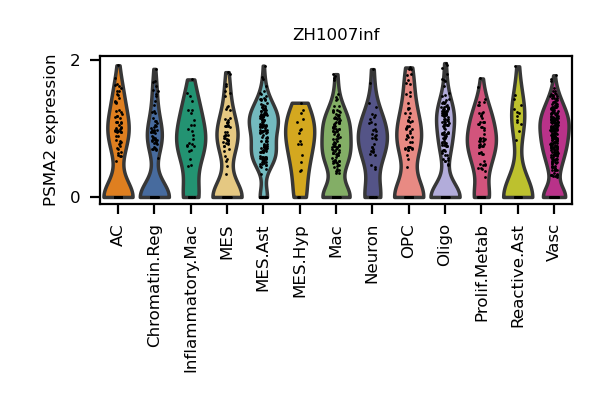 ZH1007inf
PSMA2 expression
2
0
AC
Chromatin.Reg
Inflammatory.Mac
MES
MES.Ast
MES.Hyp
Mac
Neuron
OPC
Oligo
Prolif.Metab
Reactive.Ast
Vasc